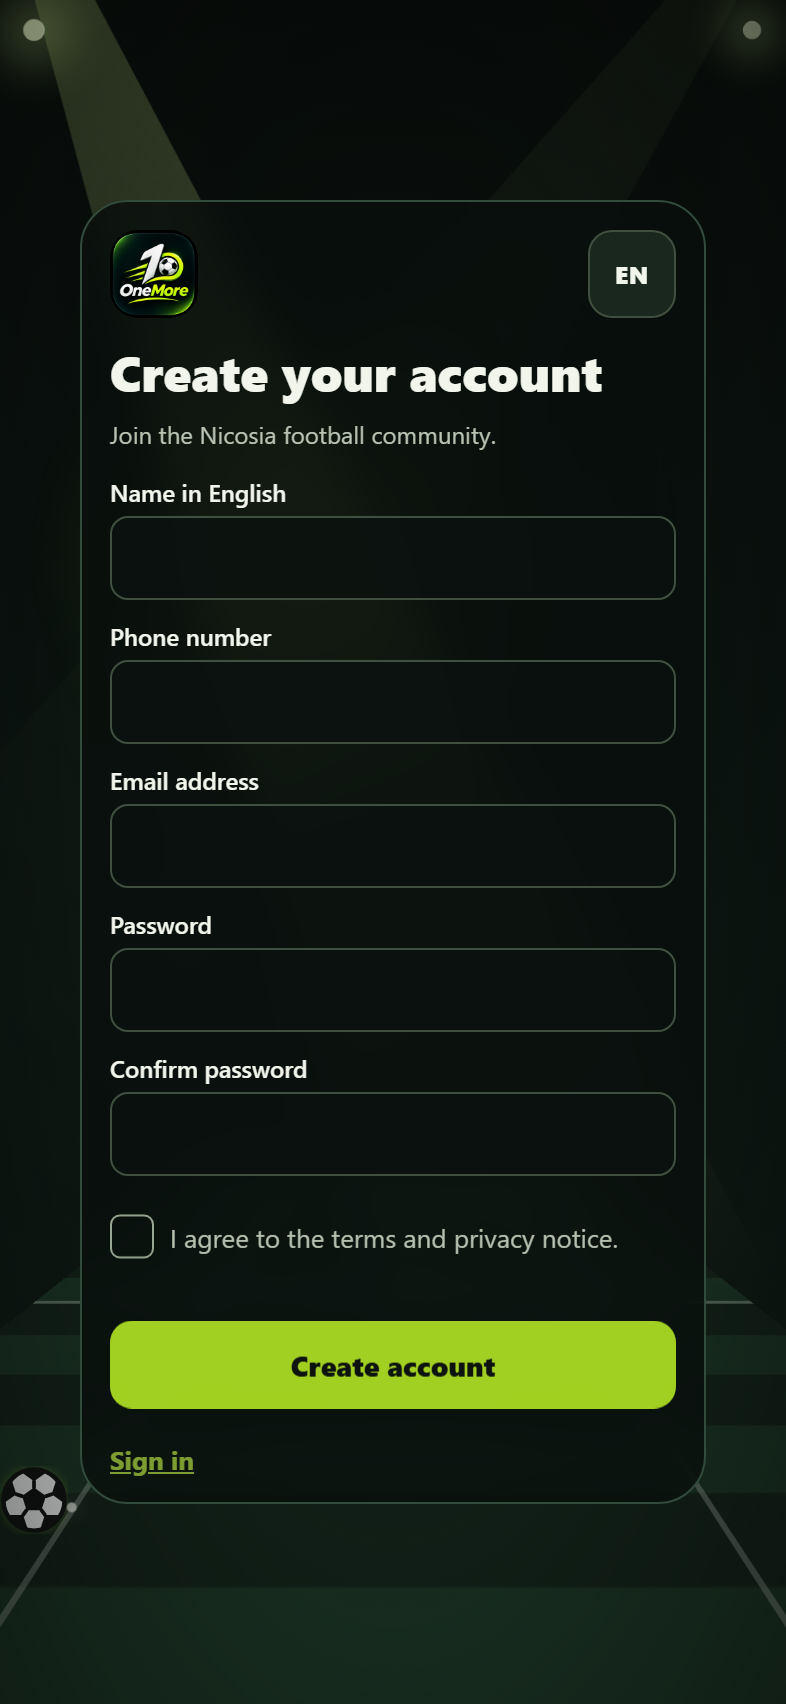 OneMore
EN
Create your account
Join the Nicosia football community.
Name in English
Phone number
Email address
Password
Confirm password
I agree to the terms and privacy notice.
Create account
Sign in